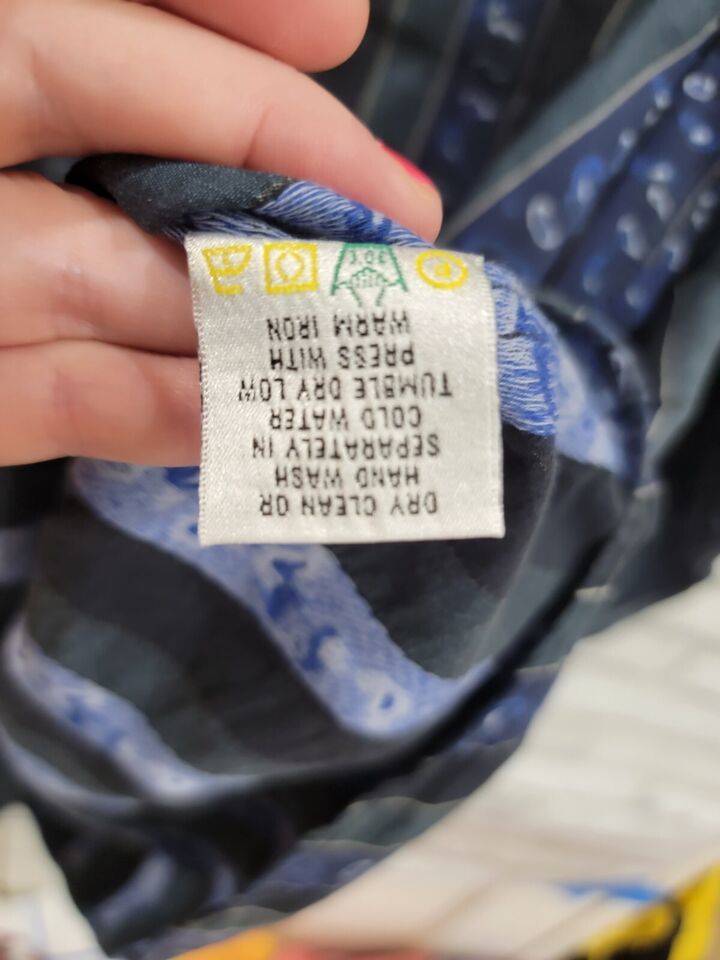 DRY CLEAN OR
HAND WASH
SEPARATELY IN
COLD WATER
TUMBLE DRY LOW
PRESS WITH
WARM IRON
P